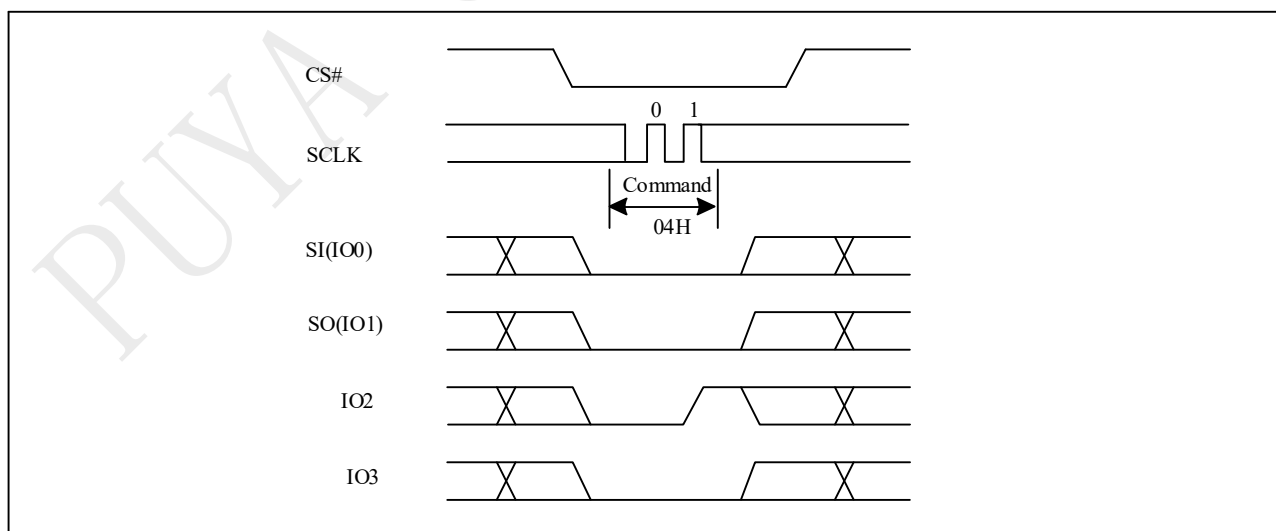 CS#
0 1
SCLK
Command
04H
SI(IO0)
SO(IO1)
IO2
IO3
PUYA